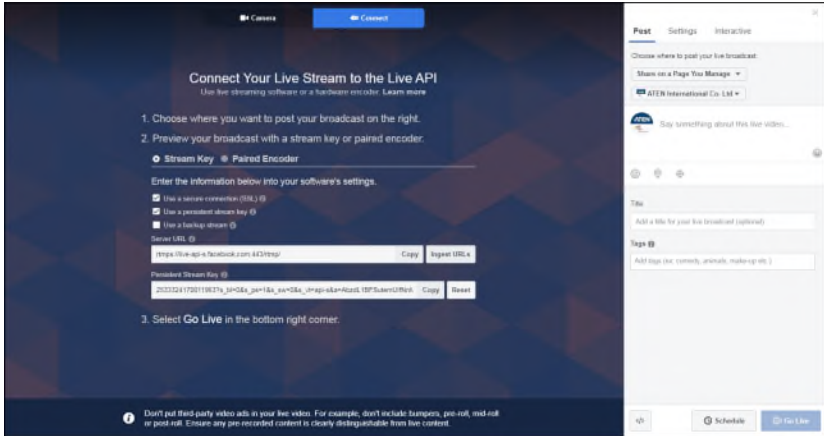 Camera
Connect
Connect Your Live Stream to the Live API
Use live streaming software or a hardware encoder. Learn more
1. Choose where you want to post your broadcast on the right.
2. Preview your broadcast with a stream key or paired encoder.
Stream Key Paired Encoder
Enter the information below into your software's settings.
Use a secure connection (SSL)
Use a persistent stream key
Use a backup stream
Server URL
rtmps://live-api-s.facebook.com:443/rtmp/ Copy Ingest URLs
Persistent Stream Key
Copy Reset
3. Select Go Live in the bottom right corner.
Don't put third-party video ads in your live video. For example, don't include bumpers, pre-roll, mid-roll
or post-roll. Ensure any pre-recorded content is clearly distinguishable from live content.
Post Settings Interactive
Choose where to post your live broadcast:
Share on a Page You Manage
ATEN International Co. Ltd
ATEN
Say something about this live video...
Title
Add a title for your live broadcast (optional)
Tags
Add tags (ex: comedy, animals, make-up etc.)
</> Schedule Go Live